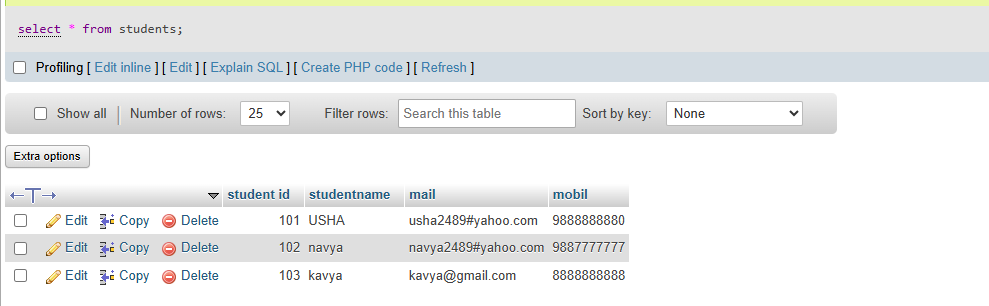 select * from students;
Profiling [ Edit inline ] [ Edit ] [ Explain SQL ] [ Create PHP code ] [ Refresh ]
Show all Number of rows: 25 Filter rows: Search this table Sort by key: None
Extra options
student id studentname mail mobil
Edit Copy Delete 101 USHA usha2489#yahoo.com 9888888880
Edit Copy Delete 102 navya navya2489#yahoo.com 9887777777
Edit Copy Delete 103 kavya kavya@gmail.com 8888888888